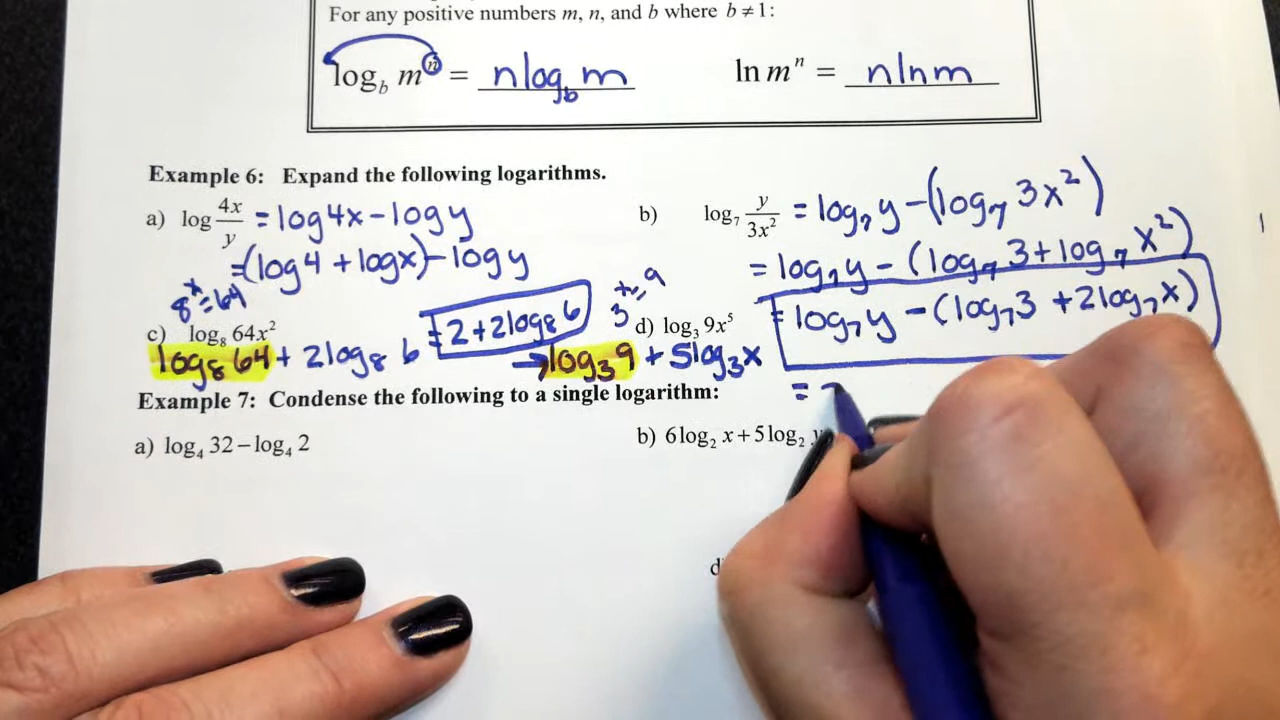 For any positive numbers m, n, and b where b ≠ 1:
log_b m^n = nlog_b m
ln m^n = nlnm
Example 6: Expand the following logarithms.
a) log 4x/y = log4x - logy
=(log4 + logx) - logy
b) log_7 y/3x^2 = log_7 y - (log_7 3x^2)
= log_7 y - (log_7 3 + log_7 x^2)
= log_7 y - (log_7 3 + 2log_7 x)
8^x = 64
c) log_8 64x^2
log_8 64 + 2log_8 6 = 2 + 2log_8 6
d) log_3 9x^5
→log_3 9 + 5log_3 x
=
Example 7: Condense the following to a single logarithm:
a) log_4 32 – log_4 2
b) 6log_2 x + 5log_2
d